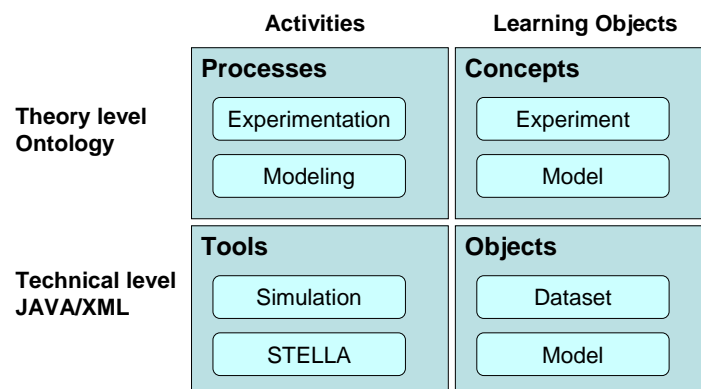 Activities Learning Objects
Processes Concepts
Theory level
Ontology
Experimentation Experiment
Modeling Model
Tools Objects
Technical level
JAVA/XML
Simulation Dataset
STELLA Model